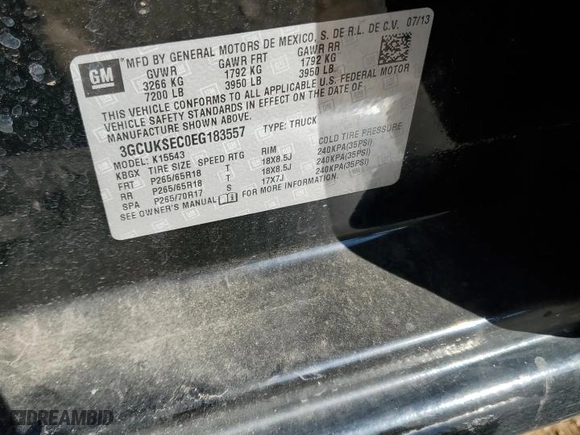 GM
MFD BY GENERAL MOTORS DE MEXICO, S. DE R.L. DE C.V. 07/13
GVWR GAWR FRT GAWR RR
3266 KG 1792 KG 1792 KG
7200 LB 3950 LB 3950 LB
THIS VEHICLE CONFORMS TO ALL APPLICABLE U.S. FEDERAL MOTOR
VEHICLE SAFETY STANDARDS IN EFFECT ON THE DATE OF
MANUFACTURE SHOWN ABOVE.
3GCUKSEC0EG183557 TYPE: TRUCK
MODEL: K15543
KBGX TIRE SIZE SPEED RTG RIM COLD TIRE PRESSURE
FRT P265/65R18 T 18X8.5J 240KPA(35PSI)
RR P265/65R18 T 18X8.5J 240KPA(35PSI)
SPA P265/70R17 S 17X7J 240KPA(35PSI)
SEE OWNER'S MANUAL
DREAMBID